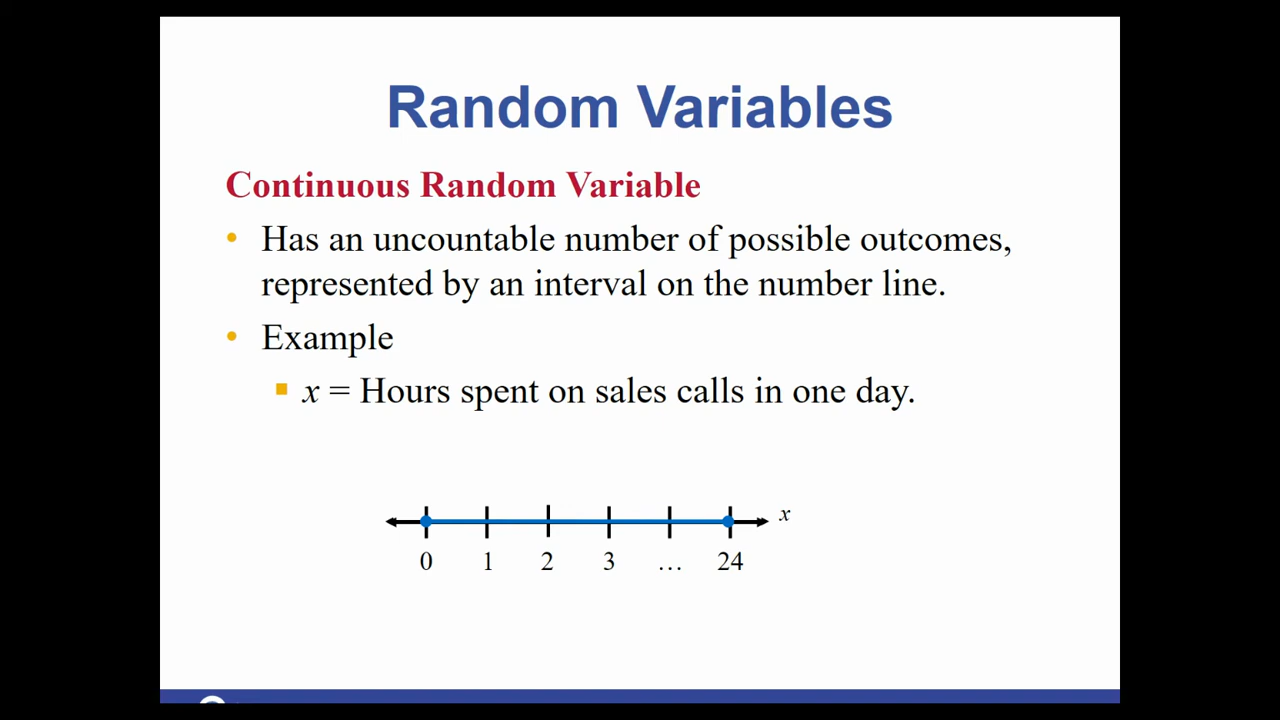 Random Variables
Continuous Random Variable
• Has an uncountable number of possible outcomes,
represented by an interval on the number line.
• Example
▪ x = Hours spent on sales calls in one day.
x
0 1 2 3 … 24